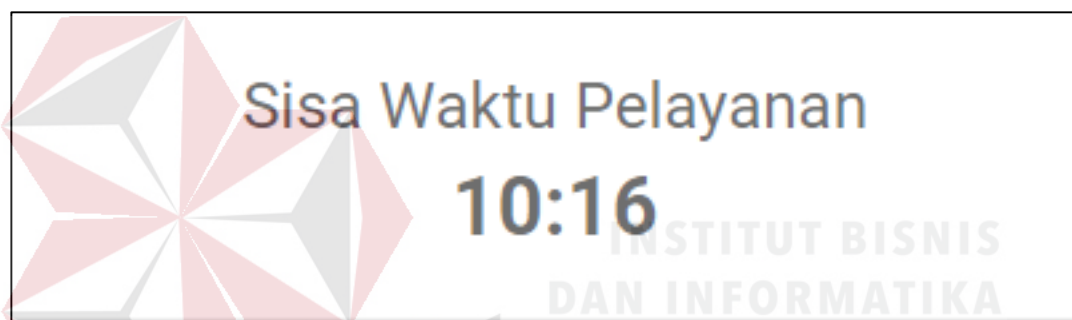 Sisa Waktu Pelayanan
10:16
INSTITUT BISNIS
DAN INFORMATIKA